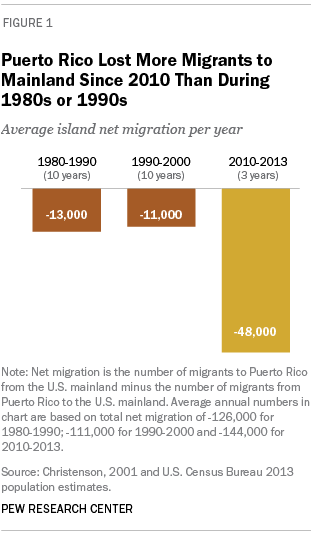 FIGURE 1
Puerto Rico Lost More Migrants to
Mainland Since 2010 Than During
1980s or 1990s
Average island net migration per year
1980-1990 1990-2000 2010-2013
(10 years) (10 years) (3 years)
-13,000 -11,000
-48,000
Note: Net migration is the number of migrants to Puerto Rico
from the U.S. mainland minus the number of migrants from
Puerto Rico to the U.S. mainland. Average annual numbers in
chart are based on total net migration of -126,000 for
1980-1990; -111,000 for 1990-2000 and -144,000 for
2010-2013.
Source: Christenson, 2001 and U.S. Census Bureau 2013
population estimates.
PEW RESEARCH CENTER